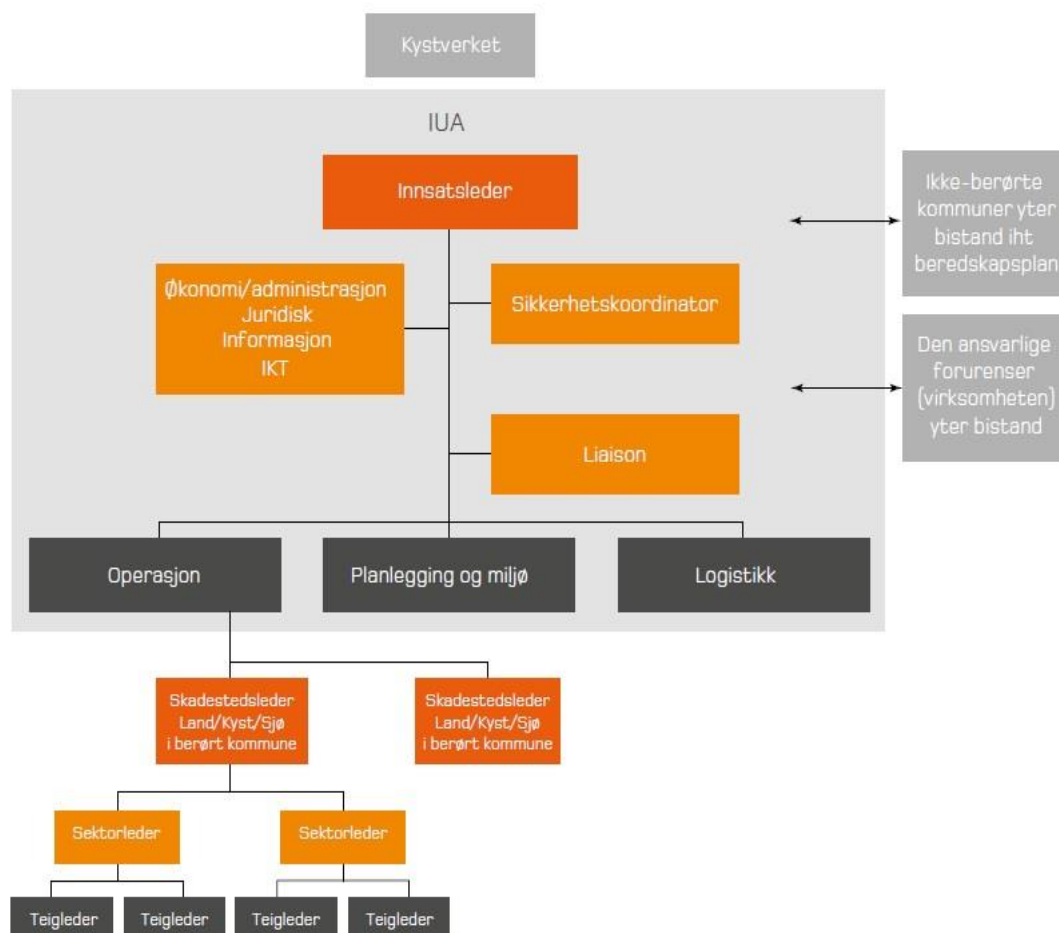 Kystverket
IUA
Innsatsleder
Ikke-berørte
kommuner yter
bistand iht
beredskapsplan
Økonomi/administrasjon
Juridisk
Informasjon
IKT
Sikkerhetskoordinator
Den ansvarlige
forurenser
(virksomheten)
yter bistand
Liaison
Operasjon
Planlegging og miljø
Logistikk
Skadestedsleder
Land/Kyst/Sjø
i berørt kommune
Skadestedsleder
Land/Kyst/Sjø
i berørt kommune
Sektorleder
Sektorleder
Teigleder
Teigleder
Teigleder
Teigleder